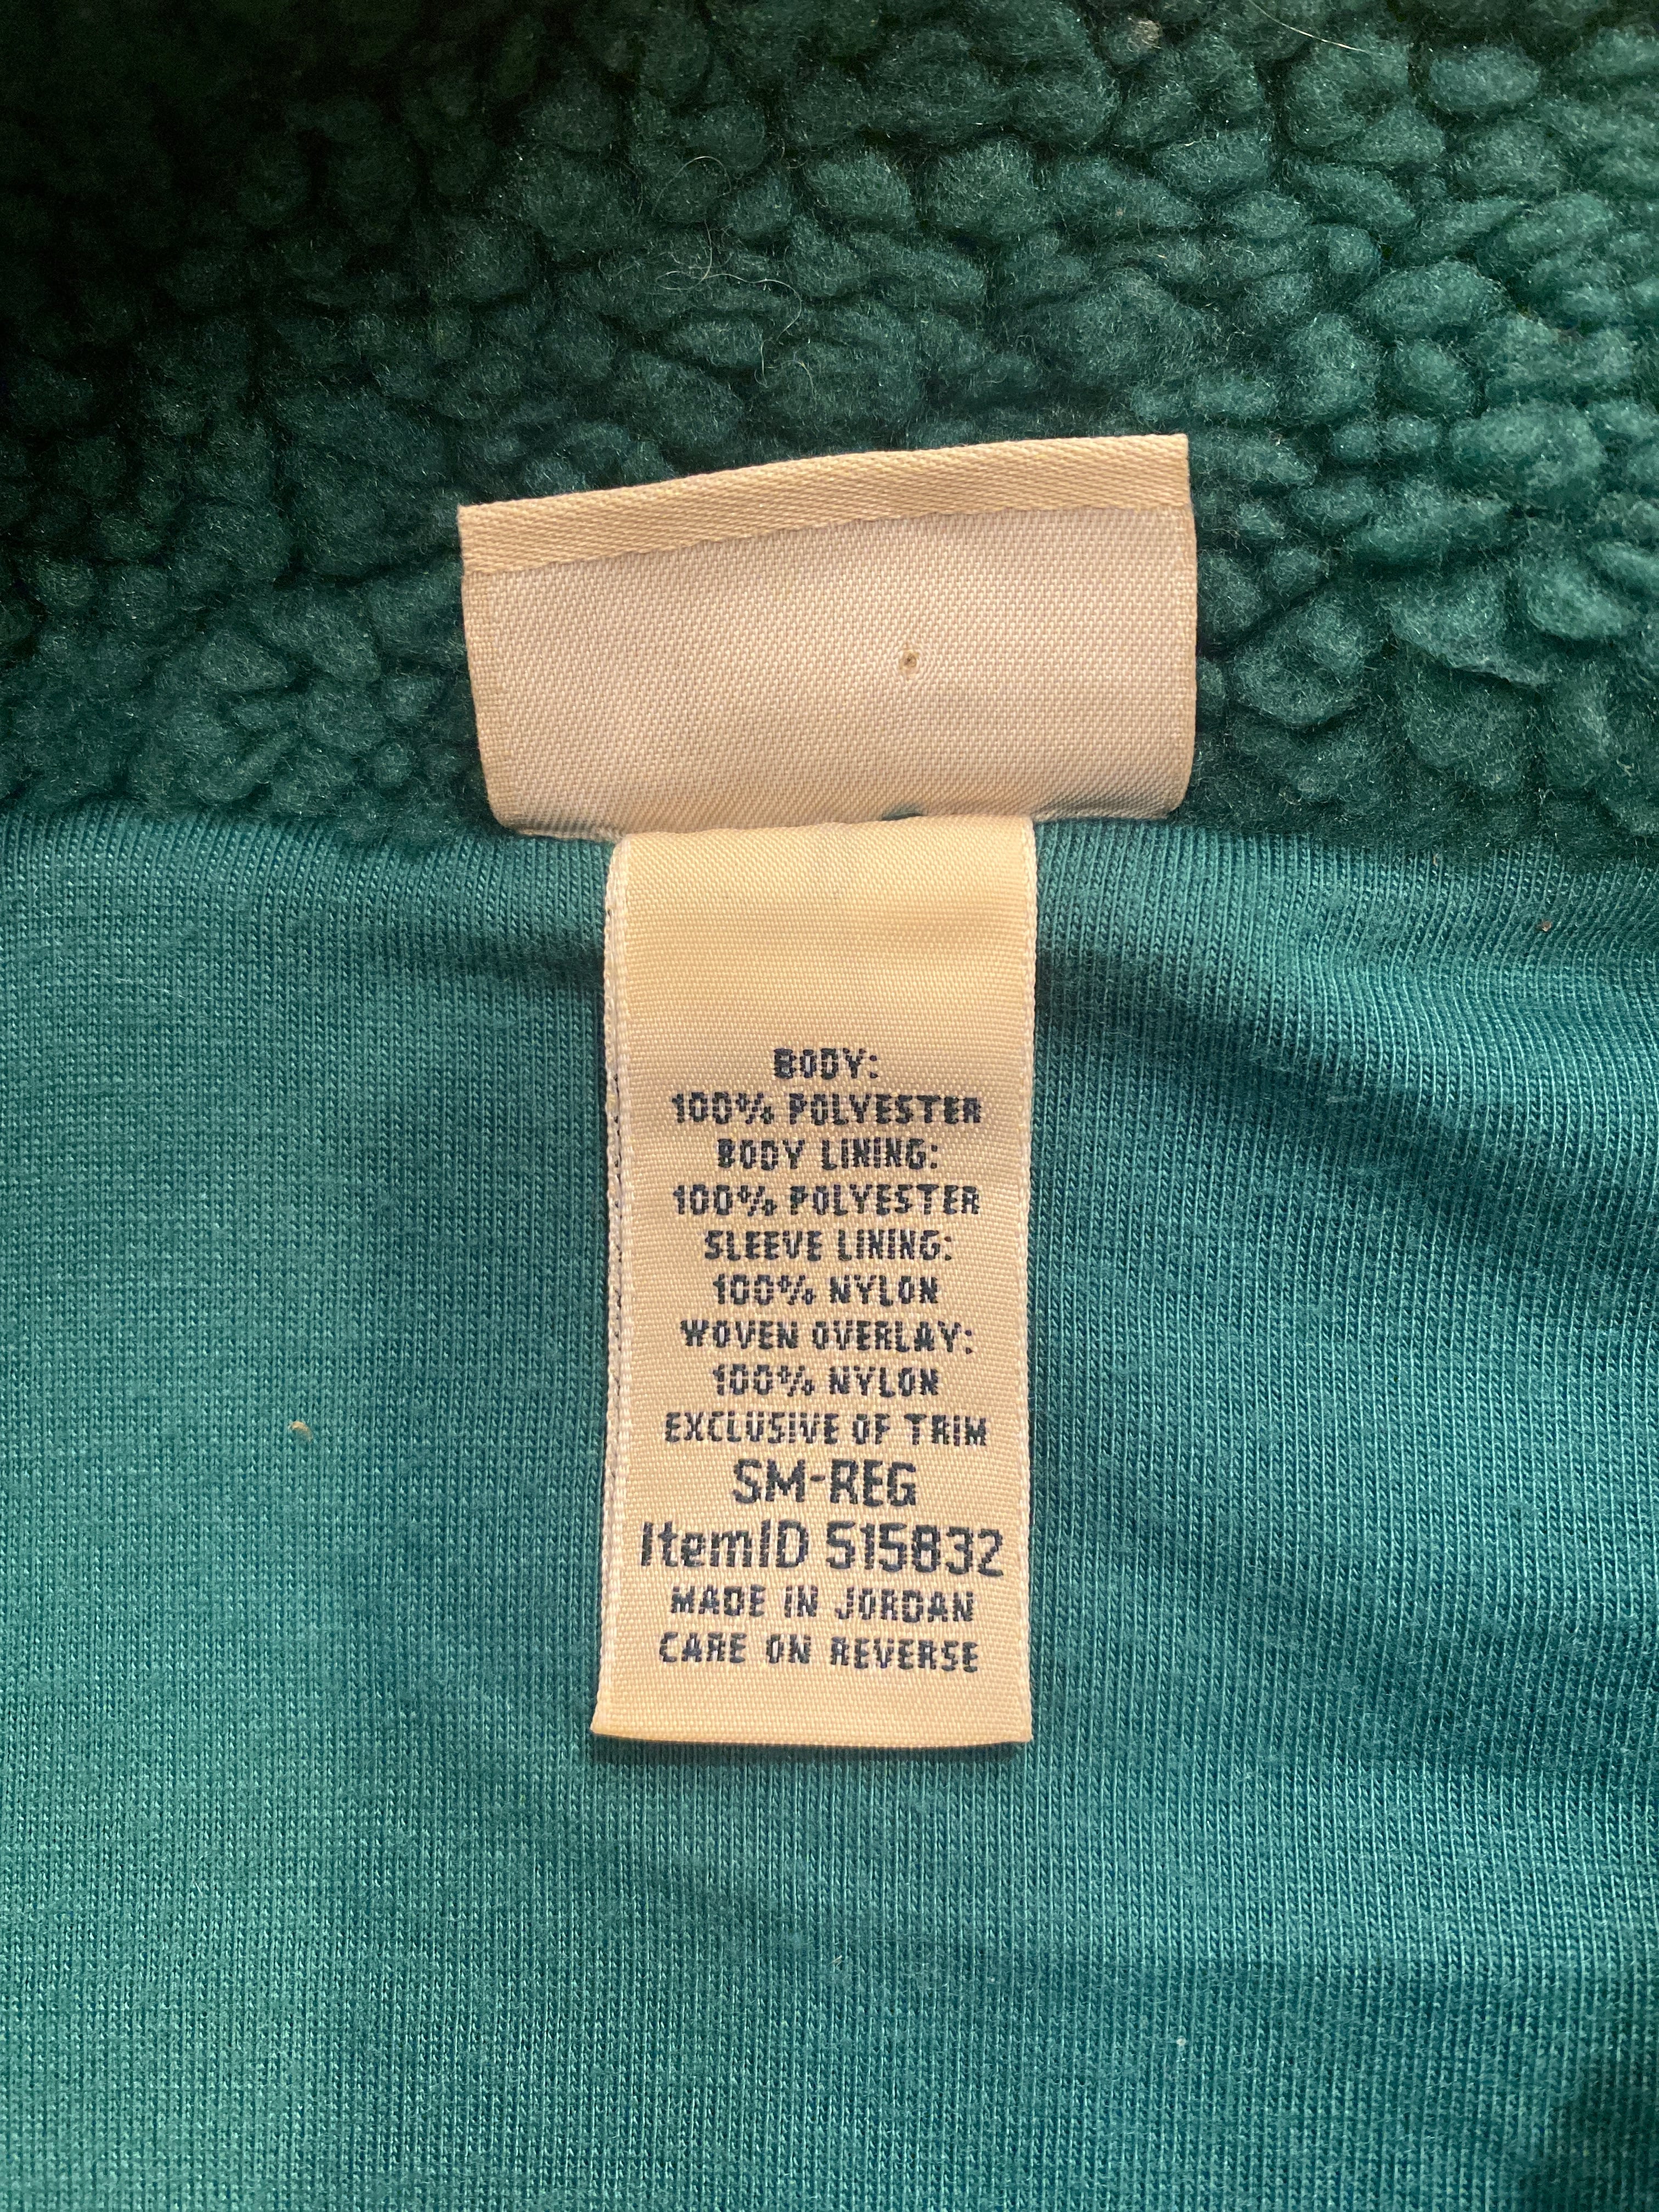 BODY:
100% POLYESTER
BODY LINING:
100% POLYESTER
SLEEVE LINING:
100% NYLON
WOVEN OVERLAY:
100% NYLON
EXCLUSIVE OF TRIM
SM-REG
ItemID 515832
MADE IN JORDAN
CARE ON REVERSE